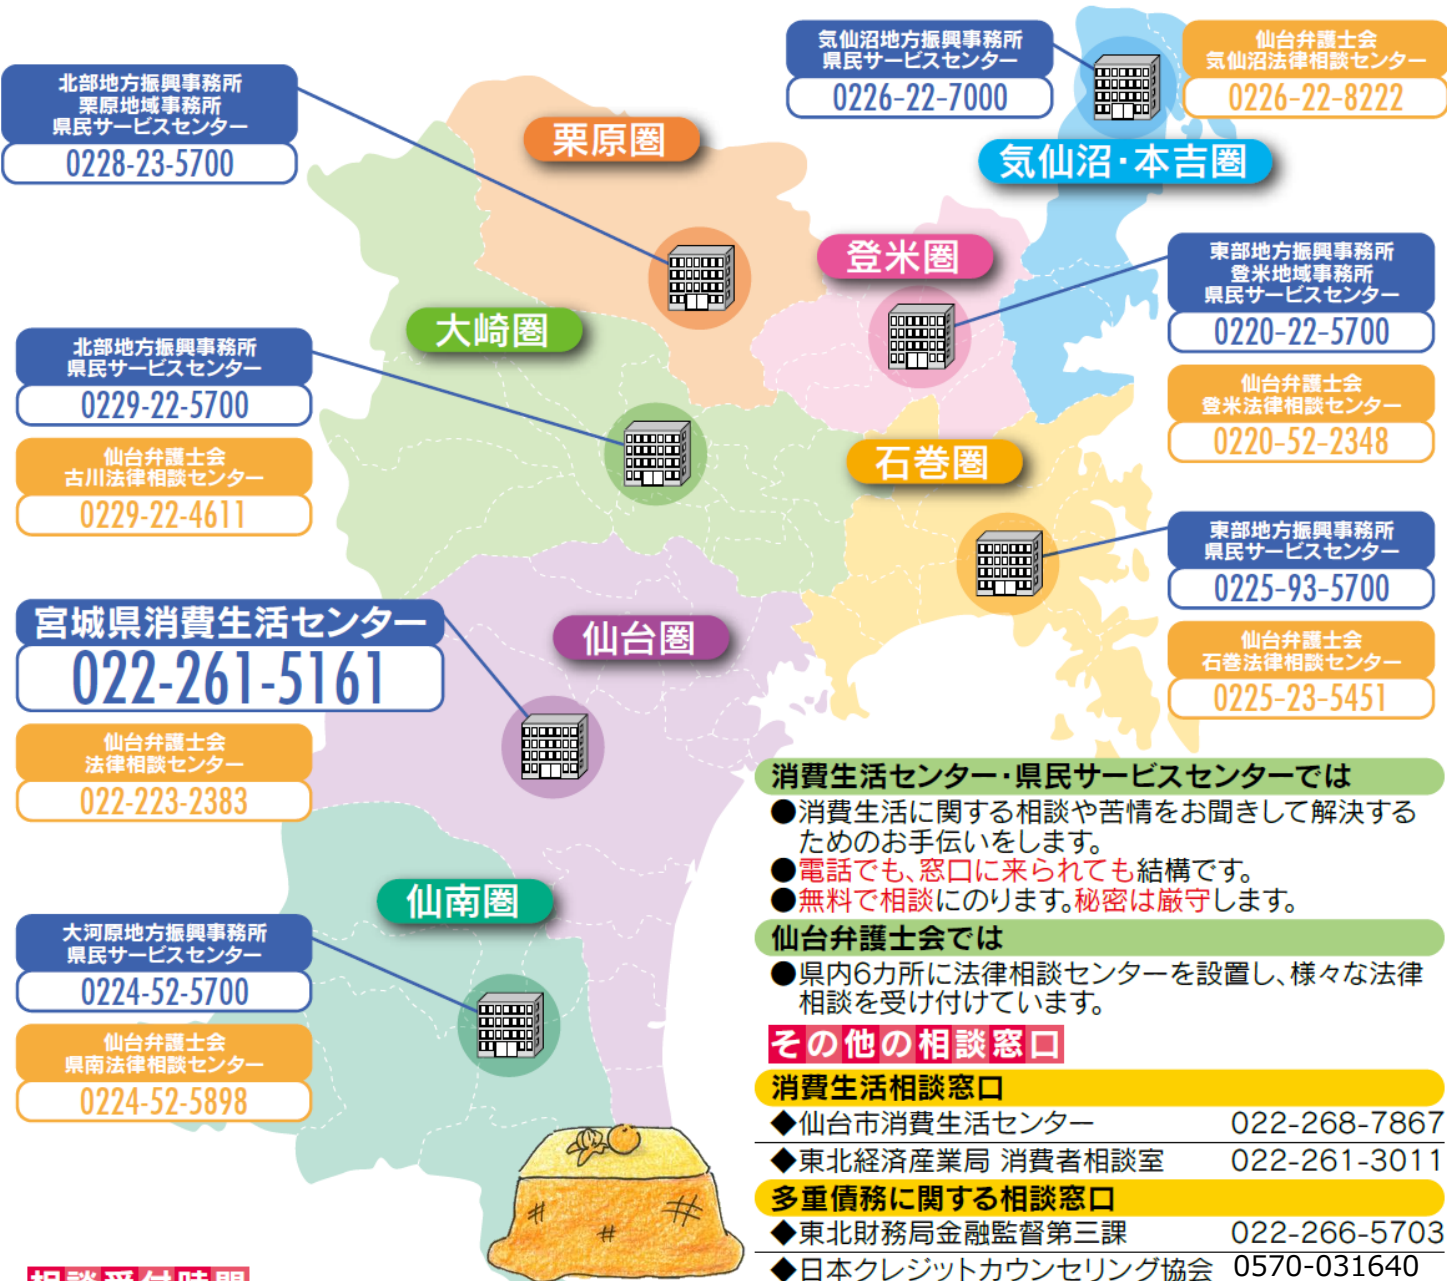 北部地方振興事務所
栗原地域事務所
県民サービスセンター
0228-23-5700
栗原圏
気仙沼地方振興事務所
県民サービスセンター
0226-22-7000
仙台弁護士会
気仙沼法律相談センター
0226-22-8222
気仙沼・本吉圏
登米圏
東部地方振興事務所
登米地域事務所
県民サービスセンター
0220-22-5700
仙台弁護士会
登米法律相談センター
0220-52-2348
大崎圏
北部地方振興事務所
県民サービスセンター
0229-22-5700
仙台弁護士会
古川法律相談センター
0229-22-4611
石巻圏
東部地方振興事務所
県民サービスセンター
0225-93-5700
仙台弁護士会
石巻法律相談センター
0225-23-5451
宮城県消費生活センター
022-261-5161
仙台圏
仙台弁護士会
法律相談センター
022-223-2383
仙南圏
大河原地方振興事務所
県民サービスセンター
0224-52-5700
仙台弁護士会
県南法律相談センター
0224-52-5898
消費生活センター・県民サービスセンターでは
●消費生活に関する相談や苦情をお聞きして解決する
ためのお手伝いをします。
●電話でも、窓口に来られても結構です。
●無料で相談にのります。秘密は厳守します。
仙台弁護士会では
●県内6カ所に法律相談センターを設置し、様々な法律
相談を受け付けています。
その他の相談窓口
消費生活相談窓口
◆仙台市消費生活センター 022-268-7867
◆東北経済産業局 消費者相談室 022-261-3011
多重債務に関する相談窓口
◆東北財務局金融監督第三課 022-266-5703
◆日本クレジットカウンセリング協会 0570-031640
相談受付時間